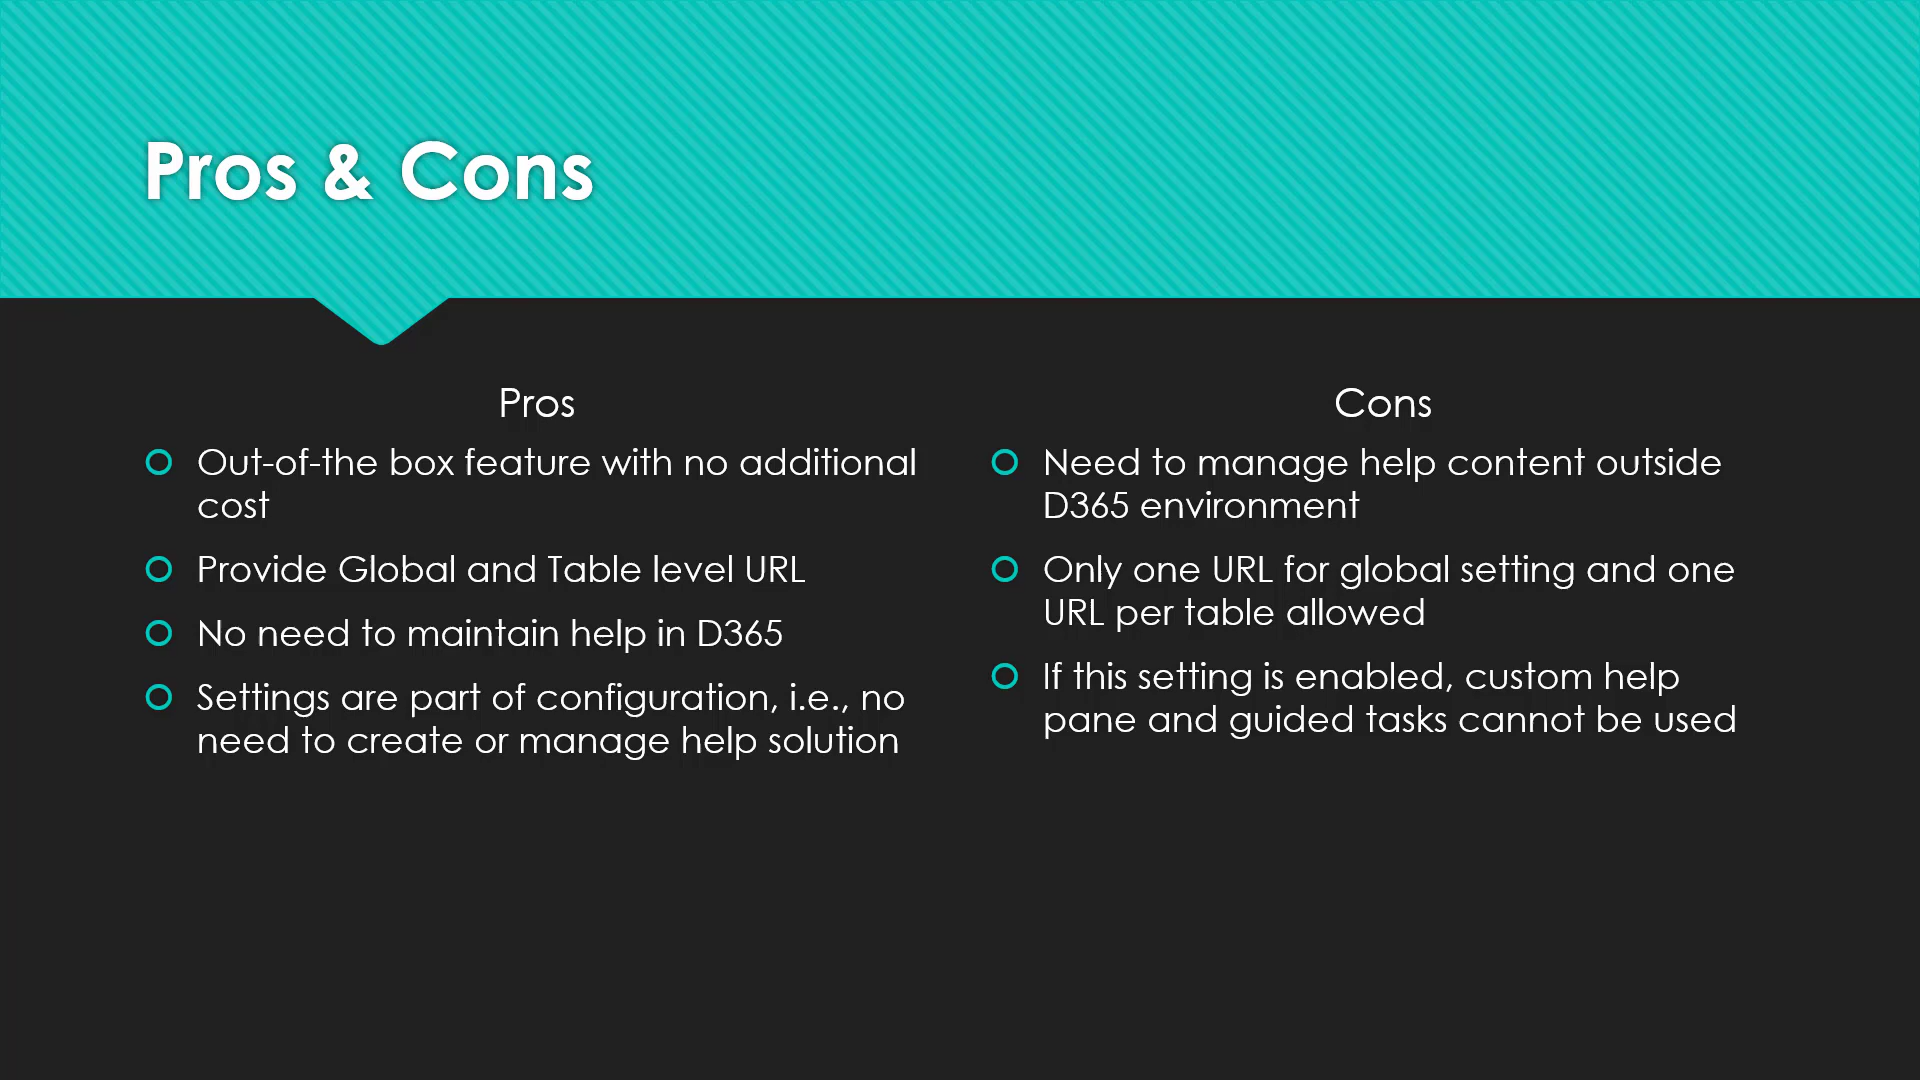 Pros & Cons
Pros
Out-of-the box feature with no additional
cost
Provide Global and Table level URL
No need to maintain help in D365
Settings are part of configuration, i.e., no
need to create or manage help solution
Cons
Need to manage help content outside
D365 environment
Only one URL for global setting and one
URL per table allowed
If this setting is enabled, custom help
pane and guided tasks cannot be used